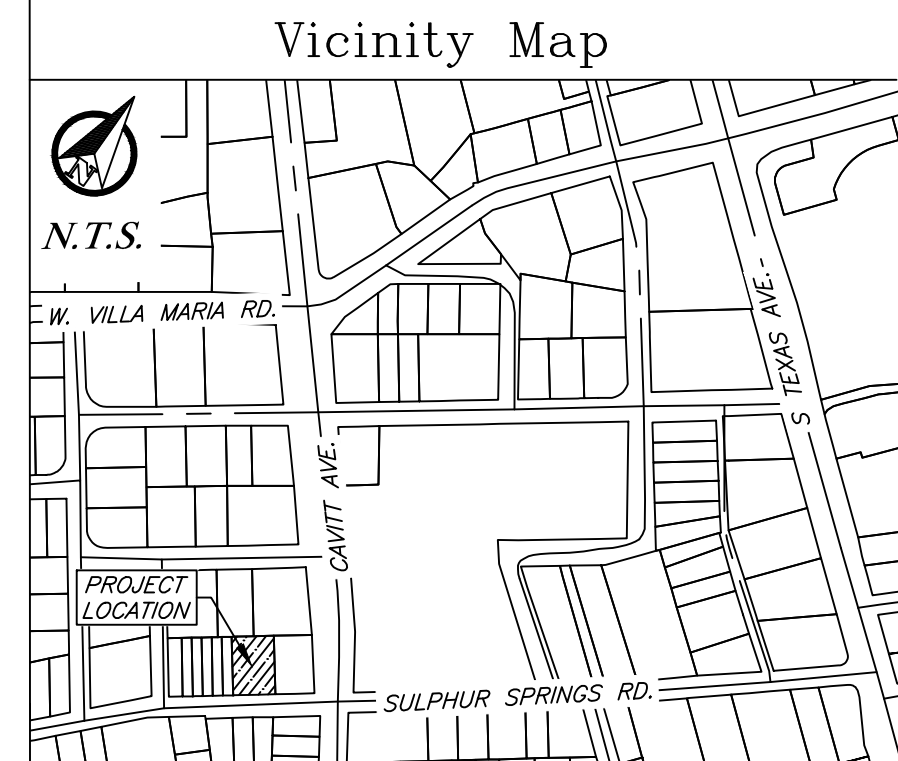 Vicinity Map
N
N.T.S.
W. VILLA MARIA RD.
S TEXAS AVE.-
CAVITT AVE.
PROJECT
LOCATION
SULPHUR SPRINGS RD.